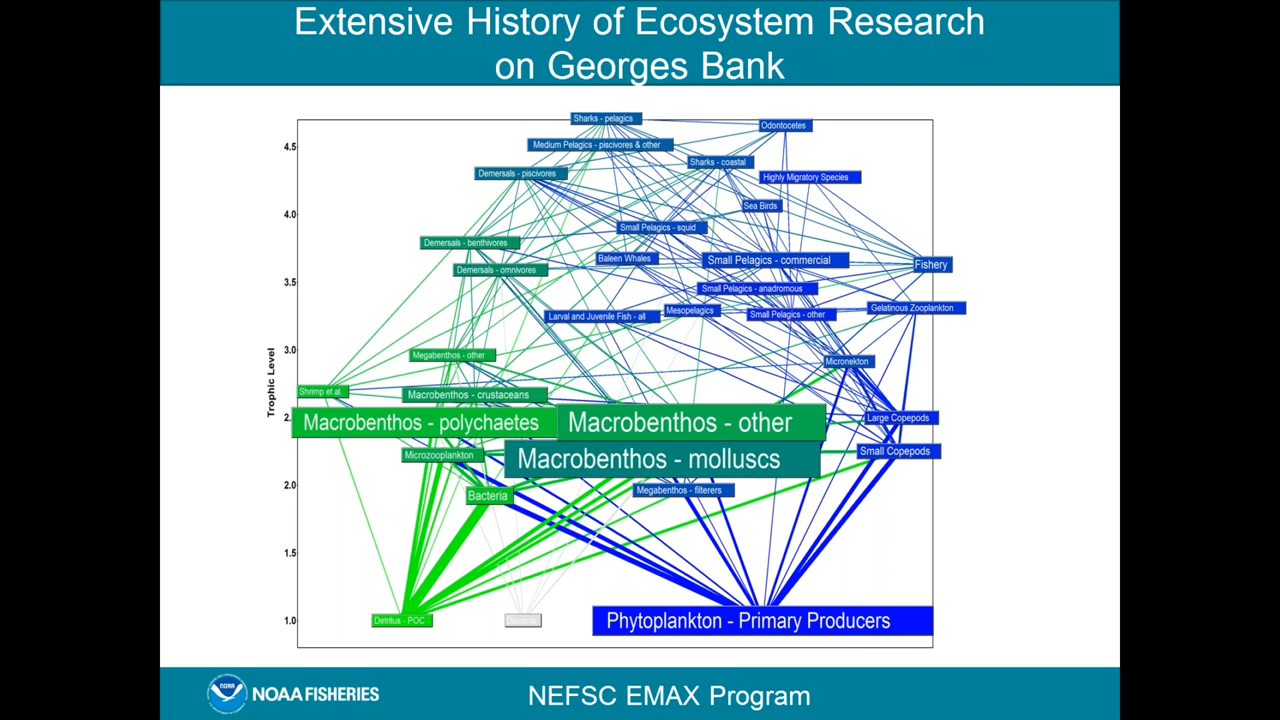 Extensive History of Ecosystem Research
on Georges Bank
Sharks - pelagics
Odontocetes
4.5
Medium Pelagics - piscivores & other
Sharks - coastal
Demersals - piscivores
Highly Migratory Species
Sea Birds
4.0
Small Pelagics - squid
Demersals - benthivores
Baleen Whales
Small Pelagics - commercial
Fishery
Demersals - omnivores
3.5
Small Pelagics - anadromous
Gelatinous Zooplankton
Mesopelagics
Small Pelagics - other
Larval and Juvenile Fish - all
3.0
Megabenthos - other
Micronekton
Trophic Level
Shrimp et al.
Macrobenthos - crustaceans
2.
Macrobenthos - polychaetes
Macrobenthos - other
Large Copepods
Small Copepods
Microzooplankton
Macrobenthos - molluscs
2.0
Megabenthos - filterers
Bacteria
1.5
1.0
Detritus - POC
Discards
Phytoplankton - Primary Producers
NOAA
NOAA FISHERIES
NEFSC EMAX Program